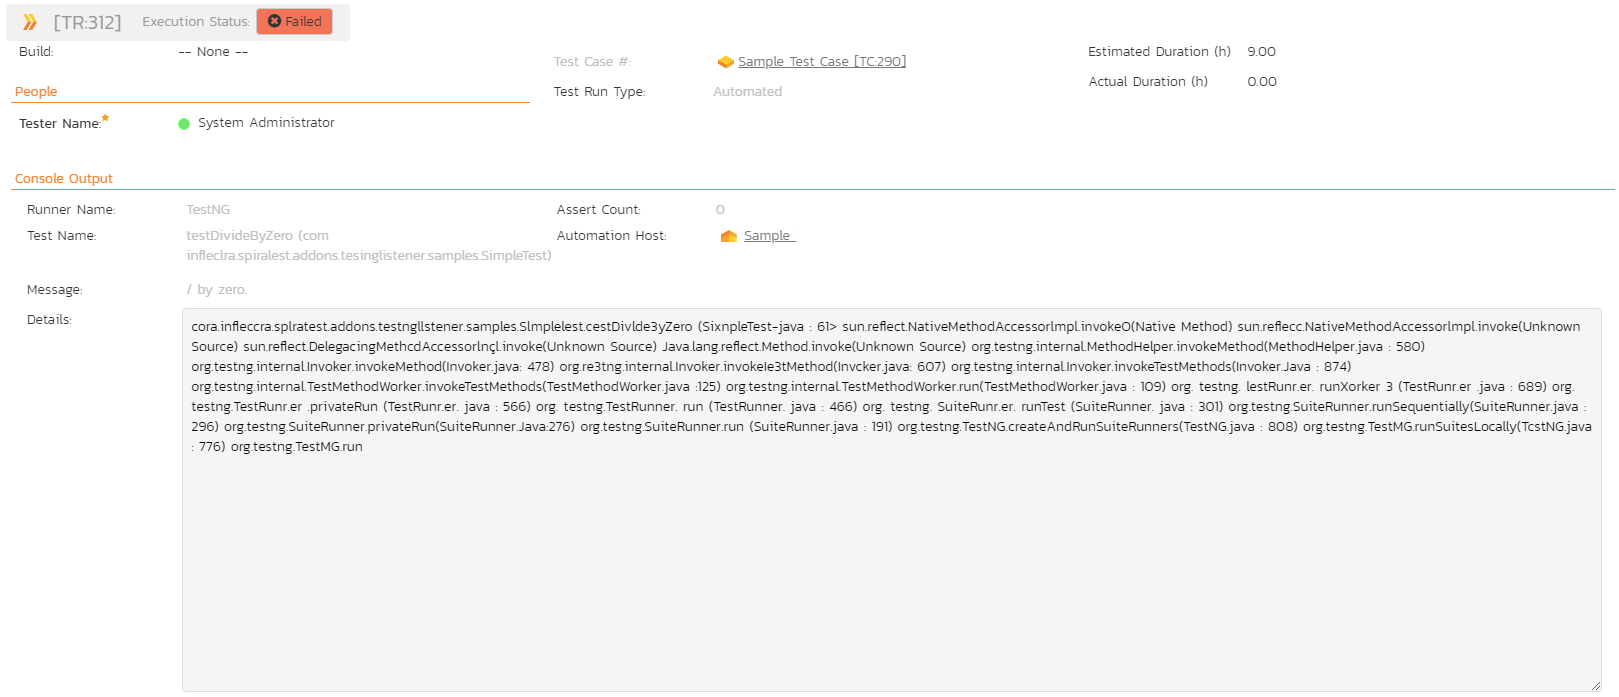 [TR:312] Execution Status: Failed
Build: -- None --
Test Case #: Sample Test Case [TC:290]
Estimated Duration (h) 9.00
Test Run Type: Automated
Actual Duration (h) 0.00
People
Tester Name: System Administrator
Console Output
Runner Name: TestNG
Assert Count: 0
Test Name: testDivideByZero (com
infleclra.spiralest.addons.tesinglistener.samples.SimpleTest)
Automation Host: Sample
Message: / by zero.
Details:
cora.infleccra.splratest.addons.testngllstener.samples.Slmplelest.cestDivlde3yZero (SixnpleTest-java : 61> sun.reflect.NativeMethodAccessorlmpl.invokeO(Native Method) sun.reflecc.NativeMethodAccessorlmpl.invoke(Unknown
Source) sun.reflect.DelegacingMethcdAccessorlnçl.invoke(Unknown Source) Java.lang.reflect.Method.invoke(Unknown Source) org.testng.internal.MethodHelper.invokeMethod(MethodHelper.java : 580)
org.testng.internal.Invoker.invokeMethod(Invoker.java: 478) org.re3tng.internal.Invoker.invokeIe3tMethod(Invcker.java: 607) org.testng.internal.Invoker.invokeTestMethods(Invoker.Java : 874)
org.testng.internal.TestMethodWorker.invokeTestMethods(TestMethodWorker.java :125) org.testng.internal.TestMethodWorker.run(TestMethodWorker.java : 109) org. testng. lestRunr.er. runXorker 3 (TestRunr.er .java : 689) org.
testng.TestRunr.er .privateRun (TestRunr.er. java : 566) org. testng.TestRunner. run (TestRunner. java : 466) org. testng. SuiteRunr.er. runTest (SuiteRunner. java : 301) org.testng.SuiteRunner.runSequentially(SuiteRunner.java :
296) org.testng.SuiteRunner.privateRun(SuiteRunner.Java:276) org.testng.SuiteRunner.run (SuiteRunner.java : 191) org.testng.TestNG.createAndRunSuiteRunners(TestNG.java : 808) org.testng.TestMG.runSuitesLocally(TcstNG.java
: 776) org.testng.TestMG.run